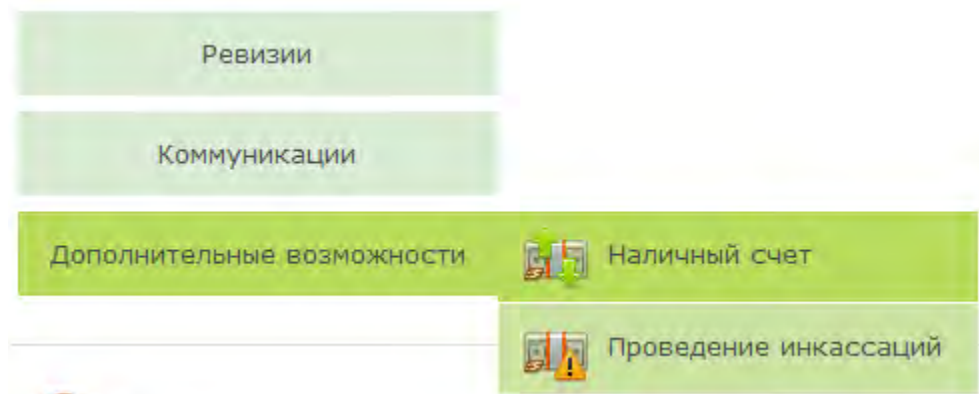 Ревизии
Коммуникации
Дополнительные возможности
Наличный счет
Проведение инкассаций